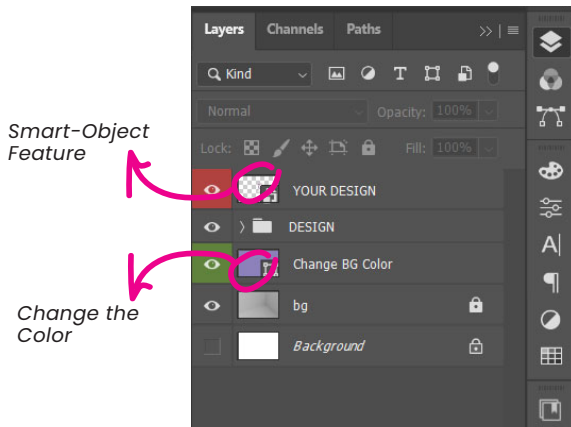 Layers Channels Paths
Kind
Normal Opacity: 100%
Lock: Fill: 100%
Smart-Object
Feature
YOUR DESIGN
DESIGN
Change BG Color
Change the
Color
bg
Background